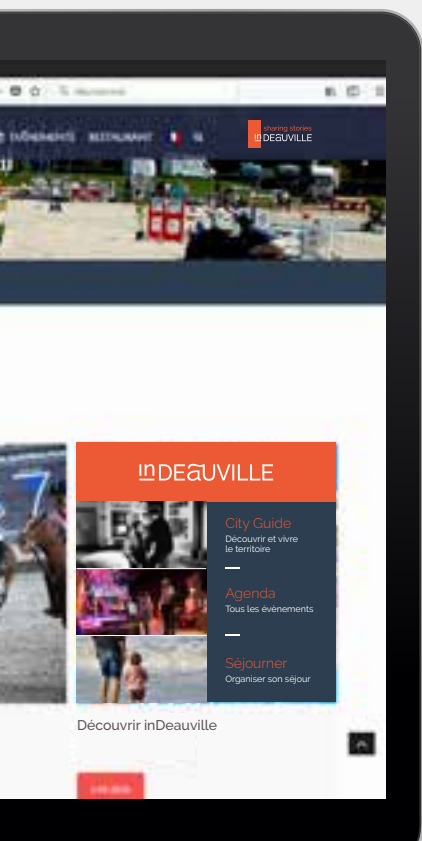 ÉVÉNEMENTS RESTAURANT
sharing stories
inDEAUVILLE
7
inDEAUVILLE
City Guide
Découvrir et vivre
le territoire
Agenda
Tous les évènements
Séjourner
Organiser son séjour
Découvrir inDeauville